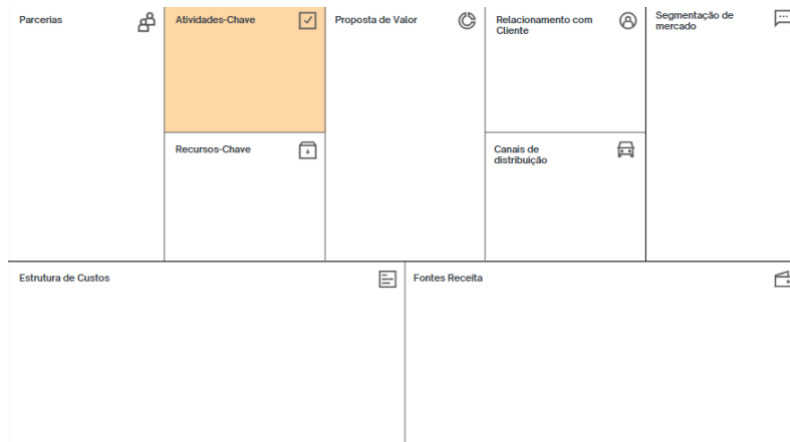 Parcerias
Atividades-Chave
Proposta de Valor
Relacionamento com
Cliente
Segmentação de
mercado
Recursos-Chave
Canais de
distribuição
Estrutura de Custos
Fontes Receita